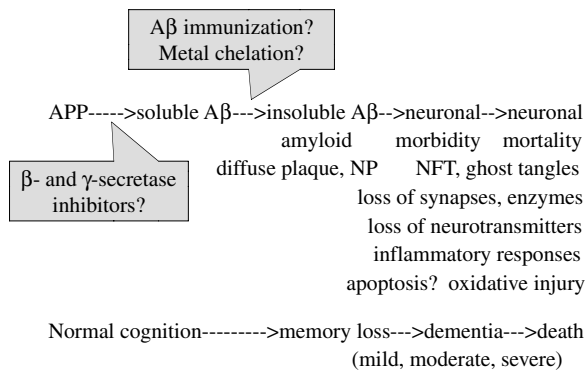 Aβ immunization?
Metal chelation?
APP----->soluble Aβ--->insoluble Aβ-->neuronal-->neuronal
amyloid morbidity mortality
diffuse plaque, NP NFT, ghost tangles
β- and γ-secretase
inhibitors?
loss of synapses, enzymes
loss of neurotransmitters
inflammatory responses
apoptosis? oxidative injury
Normal cognition--------->memory loss--->dementia--->death
(mild, moderate, severe)